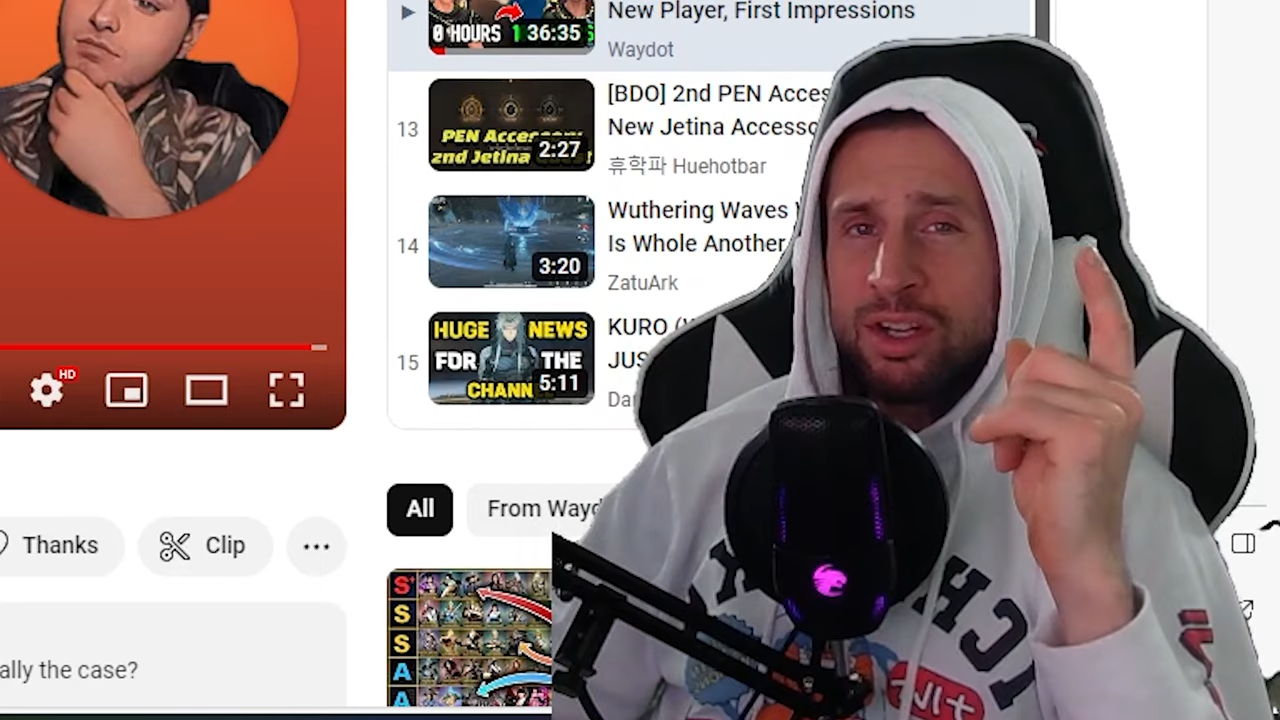 New Player, First Impressions
0 HOURS 1 36:35
Waydot
13
PEN Acce
2nd Jetina
2:27
[BDO] 2nd PEN Acces
New Jetina Accesso
휴학파 Huehotbar
14
3:20
Wuthering Waves
Is Whole Another
ZatuArk
15
HUGE NEWS
FOR THE
CHANN
5:11
KURO
JUS
Da
HD
All
From Wayd
Thanks
Clip
S+
S
S
A
A
ally the case?